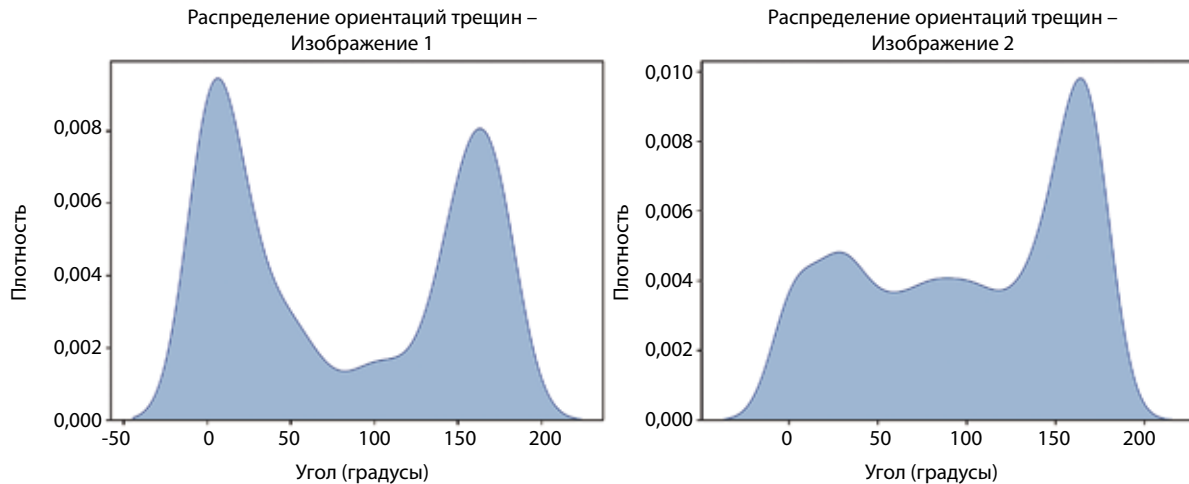 Распределение ориентаций трещин –
Изображение 1
0,008
0,006
0,004
0,002
0,000
-50 0 50 100 150 200
Плотность
Угол (градусы)
Распределение ориентаций трещин –
Изображение 2
0,010
0,008
0,006
0,004
0,002
0,000
0 50 100 150 200
Плотность
Угол (градусы)